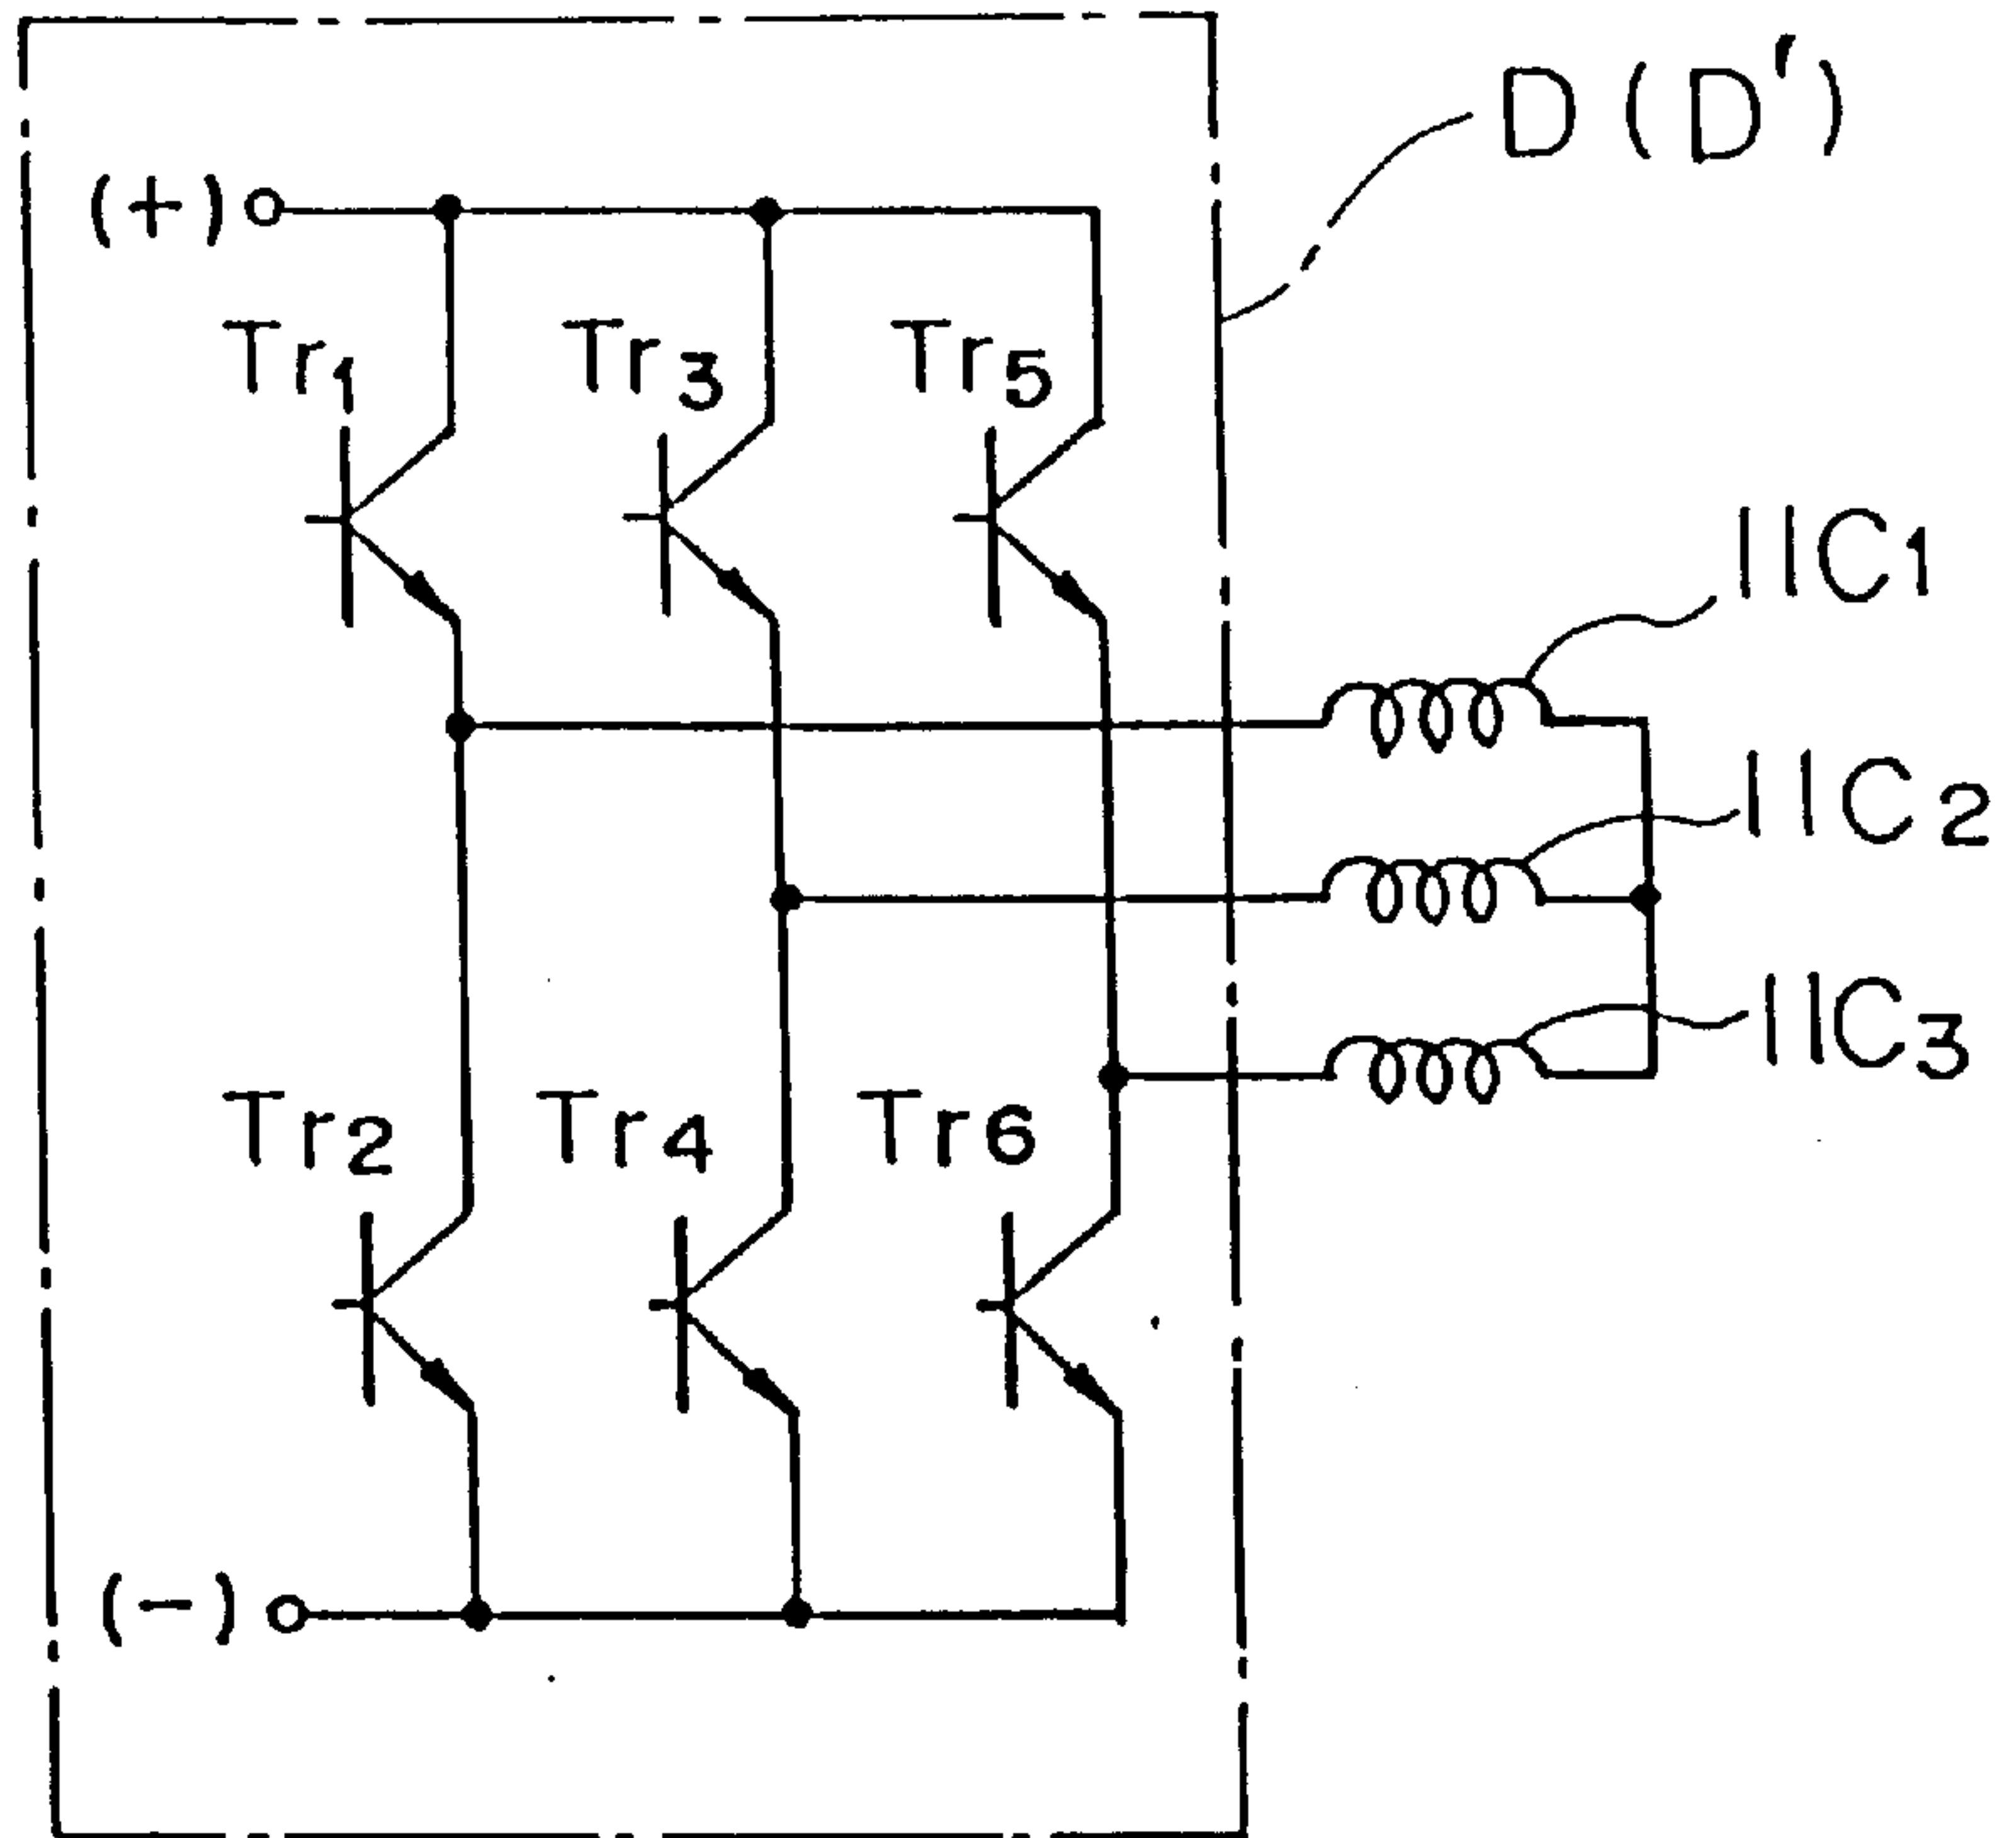 D (D')
(+)
Tr1 Tr3 Tr5
11C1
11C2
11C3
Tr2 Tr4 Tr6
(-)